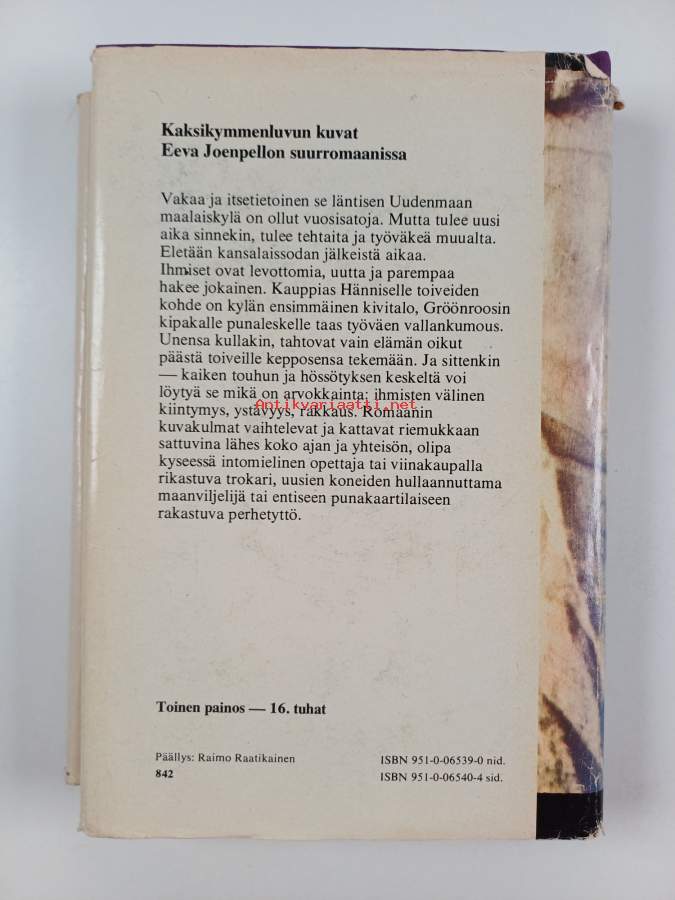 Kaksikymmenluvun kuvat
Eeva Joenpellon suurromaanissa
Vakaa ja itsetietoinen se läntisen Uudenmaan
maalaiskylä on ollut vuosisatoja. Mutta tulee uusi
aika sinnekin, tulee tehtaita ja työväkeä muualta.
Eletään kansalaissodan jälkeistä aikaa.
Ihmiset ovat levottomia, uutta ja parempaa
hakee jokainen. Kauppias Hänniselle toiveiden
kohde on kylän ensimmäinen kivitalo, Gröönroosin
kipakalle punaleskelle taas työväen vallankumous.
Unensa kullakin, tahtovat vain elämän oikut
päästä toiveille kepposensa tekemään. Ja sittenkin
— kaiken touhun ja hössötyksen keskeltä voi
löytyä se mikä on arvokkainta: ihmisten välinen
Antikvariaatti.net
kiintymys, ystävyys, rakkaus. Romaanin
kuvakulmat vaihtelevat ja kattavat riemukkaan
sattuvina lähes koko ajan ja yhteisön, olipa
kyseessä intomielinen opettaja tai viinakaupalla
rikastuva trokari, uusien koneiden hullaannuttama
maanviljelijä tai entiseen punakaartilaiseen
rakastuva perhetyttö.
Toinen painos — 16. tuhat
Päällys: Raimo Raatikainen
842
ISBN 951-0-06539-0 nid.
ISBN 951-0-06540-4 sid.